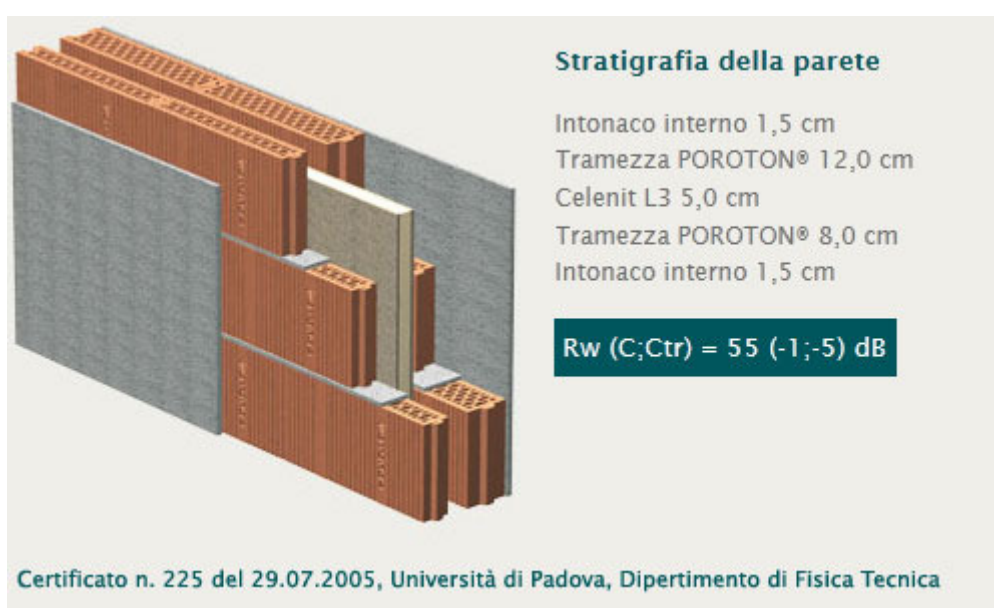 Stratigrafia della parete
Intonaco interno 1,5 cm
Tramezza POROTON® 12,0 cm
Celenit L3 5,0 cm
Tramezza POROTON® 8,0 cm
Intonaco interno 1,5 cm
Rw (C;Ctr) = 55 (-1;-5) dB
Certificato n. 225 del 29.07.2005, Università di Padova, Dipertimento di Fisica Tecnica